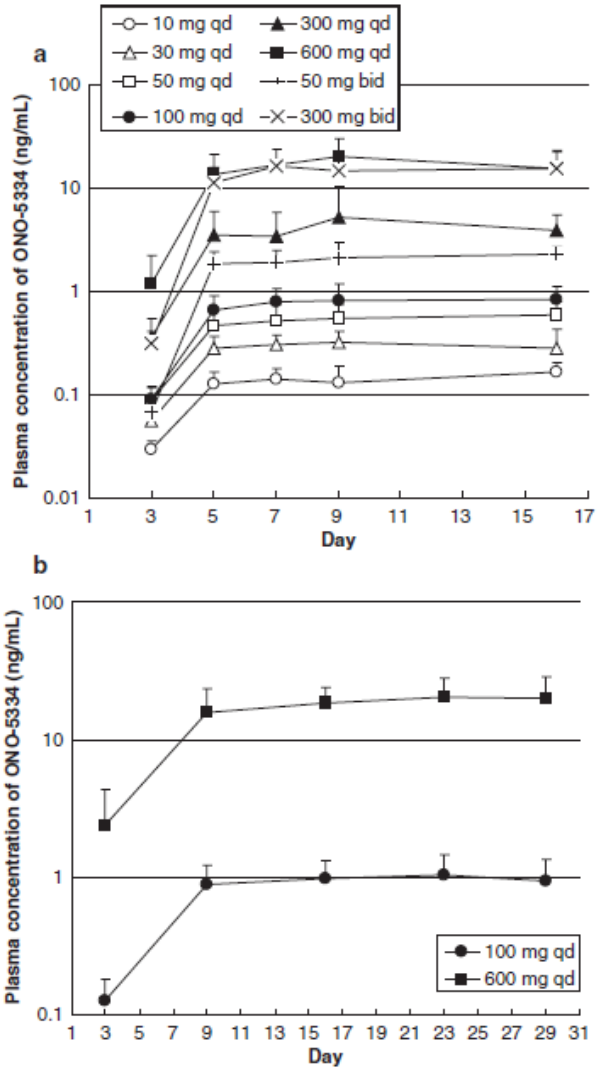 10 mg qd 300 mg qd
30 mg qd 600 mg qd
50 mg qd 50 mg bid
100 mg qd 300 mg bid
a
Plasma concentration of ONO-5334 (ng/mL)
100
10
1
0.1
0.01
1 3 5 7 9 11 13 15 17
Day
b
Plasma concentration of ONO-5334 (ng/mL)
100
10
1
0.1
100 mg qd
600 mg qd
1 3 5 7 9 11 13 15 17 19 21 23 25 27 29 31
Day